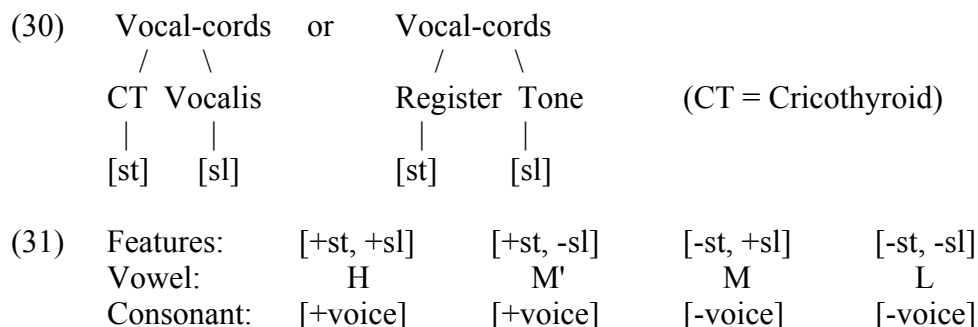 (30) Vocal-cords or Vocal-cords
/ \ / \
CT Vocalis Register Tone (CT = Cricothyroid)
| | | |
[st] [sl] [st] [sl]
(31) Features: [+st, +sl] [+st, -sl] [-st, +sl] [-st, -sl]
Vowel: H M' M L
Consonant: [+voice] [+voice] [-voice] [-voice]